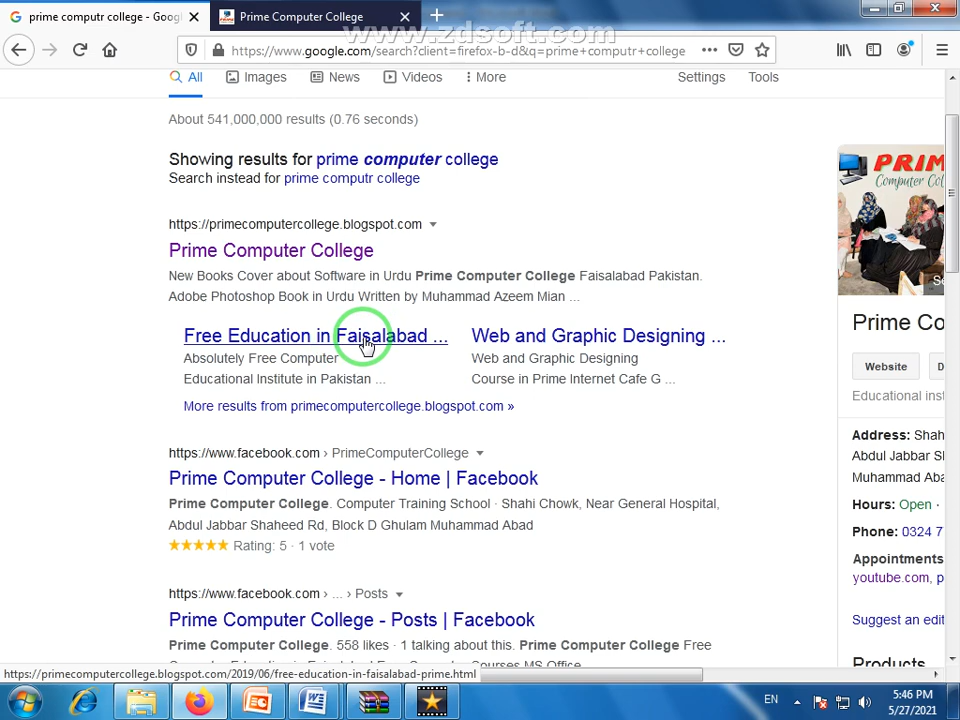 prime computr college - Goog
Prime Computer College
www.zdsoft.com
https://www.google.com/search?client=firefox-b-d&q=prime+computr+college
All
Images
News
Videos
More
Settings
Tools
About 541,000,000 results (0.76 seconds)
Showing results for prime computer college
Search instead for prime computr college
https://primecomputercollege.blogspot.com
Prime Computer College
New Books Cover about Software in Urdu Prime Computer College Faisalabad Pakistan.
Adobe Photoshop Book in Urdu Written by Muhammad Azeem Mian ...
Free Education in Faisalabad ...
Absolutely Free Computer
Educational Institute in Pakistan ...
Web and Graphic Designing ...
Web and Graphic Designing
Course in Prime Internet Cafe G ...
More results from primecomputercollege.blogspot.com »
https://www.facebook.com › PrimeComputerCollege
Prime Computer College - Home | Facebook
Prime Computer College. Computer Training School · Shahi Chowk, Near General Hospital,
Abdul Jabbar Shaheed Rd, Block D Ghulam Muhammad Abad
Rating: 5 · 1 vote
https://www.facebook.com › ... › Posts
Prime Computer College - Posts | Facebook
Prime Computer College. 558 likes · 1 talking about this. Prime Computer College Free
PRIM
Computer Col
Se
Prime Co
Website
D
Educational inst
Address: Shah
Abdul Jabbar S
Muhammad Aba
Hours: Open ·
Phone: 0324 7
Appointments
youtube.com, p
Suggest an edit
Products
https://primecomputercollege.blogspot.com/2019/06/free-education-in-faisalabad-prime.html
EN
5:46 PM
5/27/2021